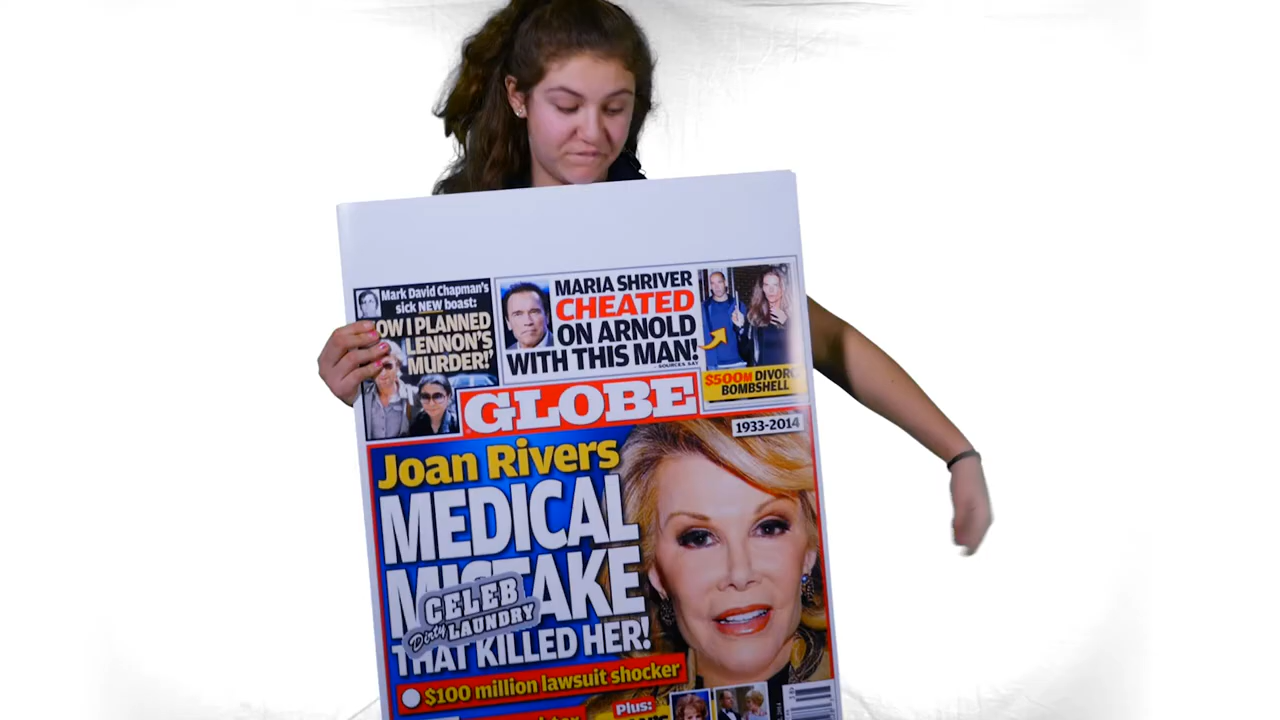 Mark David Chapman's
sick NEW boast:
OW I PLANNED
LENNON'S
MURDER!'
MARIA SHRIVER
CHEATED
ON ARNOLD
WITH THIS MAN!
$500M DIVORC
BOMBSHELL
GLOBE
1933-2014
Joan Rivers
MEDICAL
MISTAKE
CELEB
Dirty LAUNDRY
THAT KILLED HER!
$100 million lawsuit shocker
Plus: